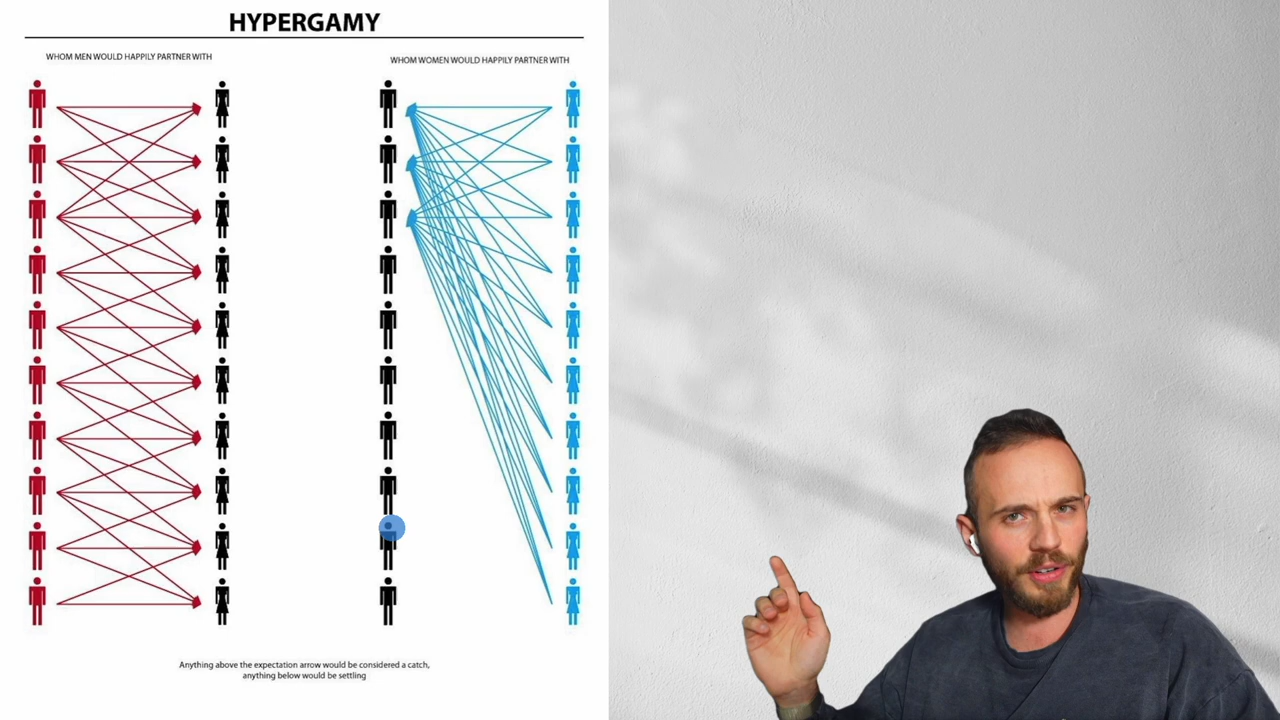 HYPERGAMY
WHOM MEN WOULD HAPPILY PARTNER WITH
WHOM WOMEN WOULD HAPPILY PARTNER WITH
Anything above the expectation arrow would be considered a catch,
anything below would be settling